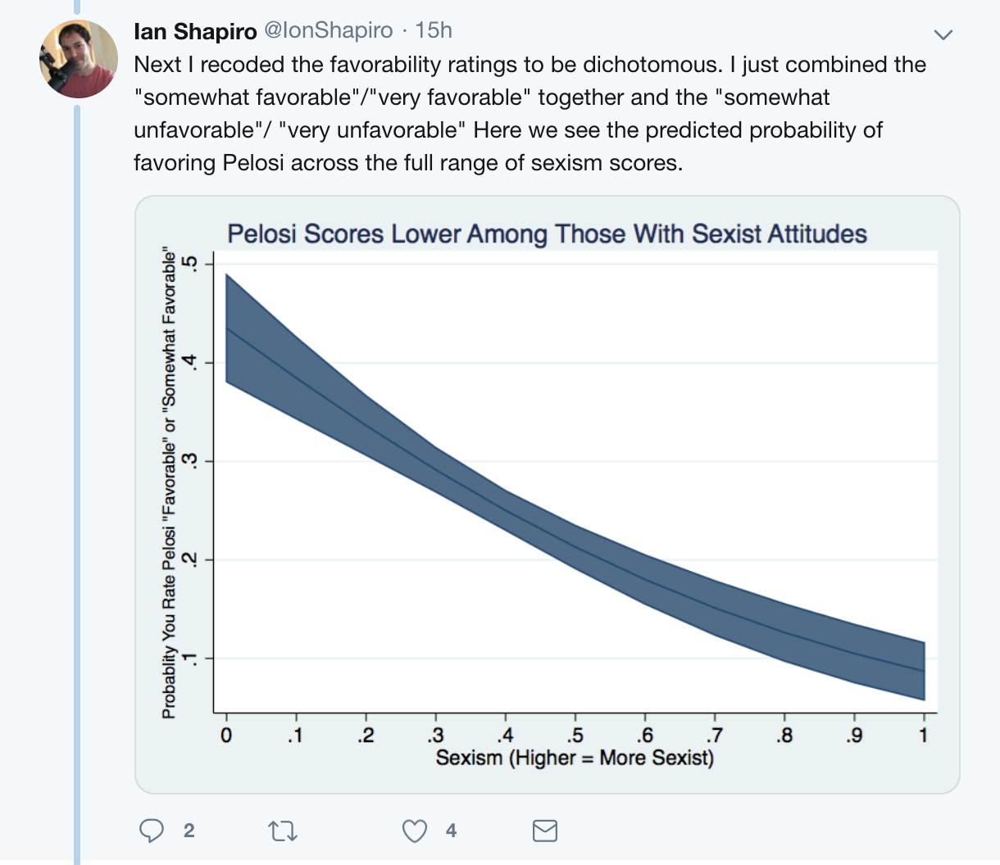 Ian Shapiro @IonShapiro · 15h
Next I recoded the favorability ratings to be dichotomous. I just combined the
"somewhat favorable"/"very favorable" together and the "somewhat
unfavorable"/ "very unfavorable" Here we see the predicted probability of
favoring Pelosi across the full range of sexism scores.
Pelosi Scores Lower Among Those With Sexist Attitudes
Probablity You Rate Pelosi "Favorable" or "Somewhat Favorable"
.5
.4
.3
.2
.1
0 .1 .2 .3 .4 .5 .6 .7 .8 .9 1
Sexism (Higher = More Sexist)
2 4